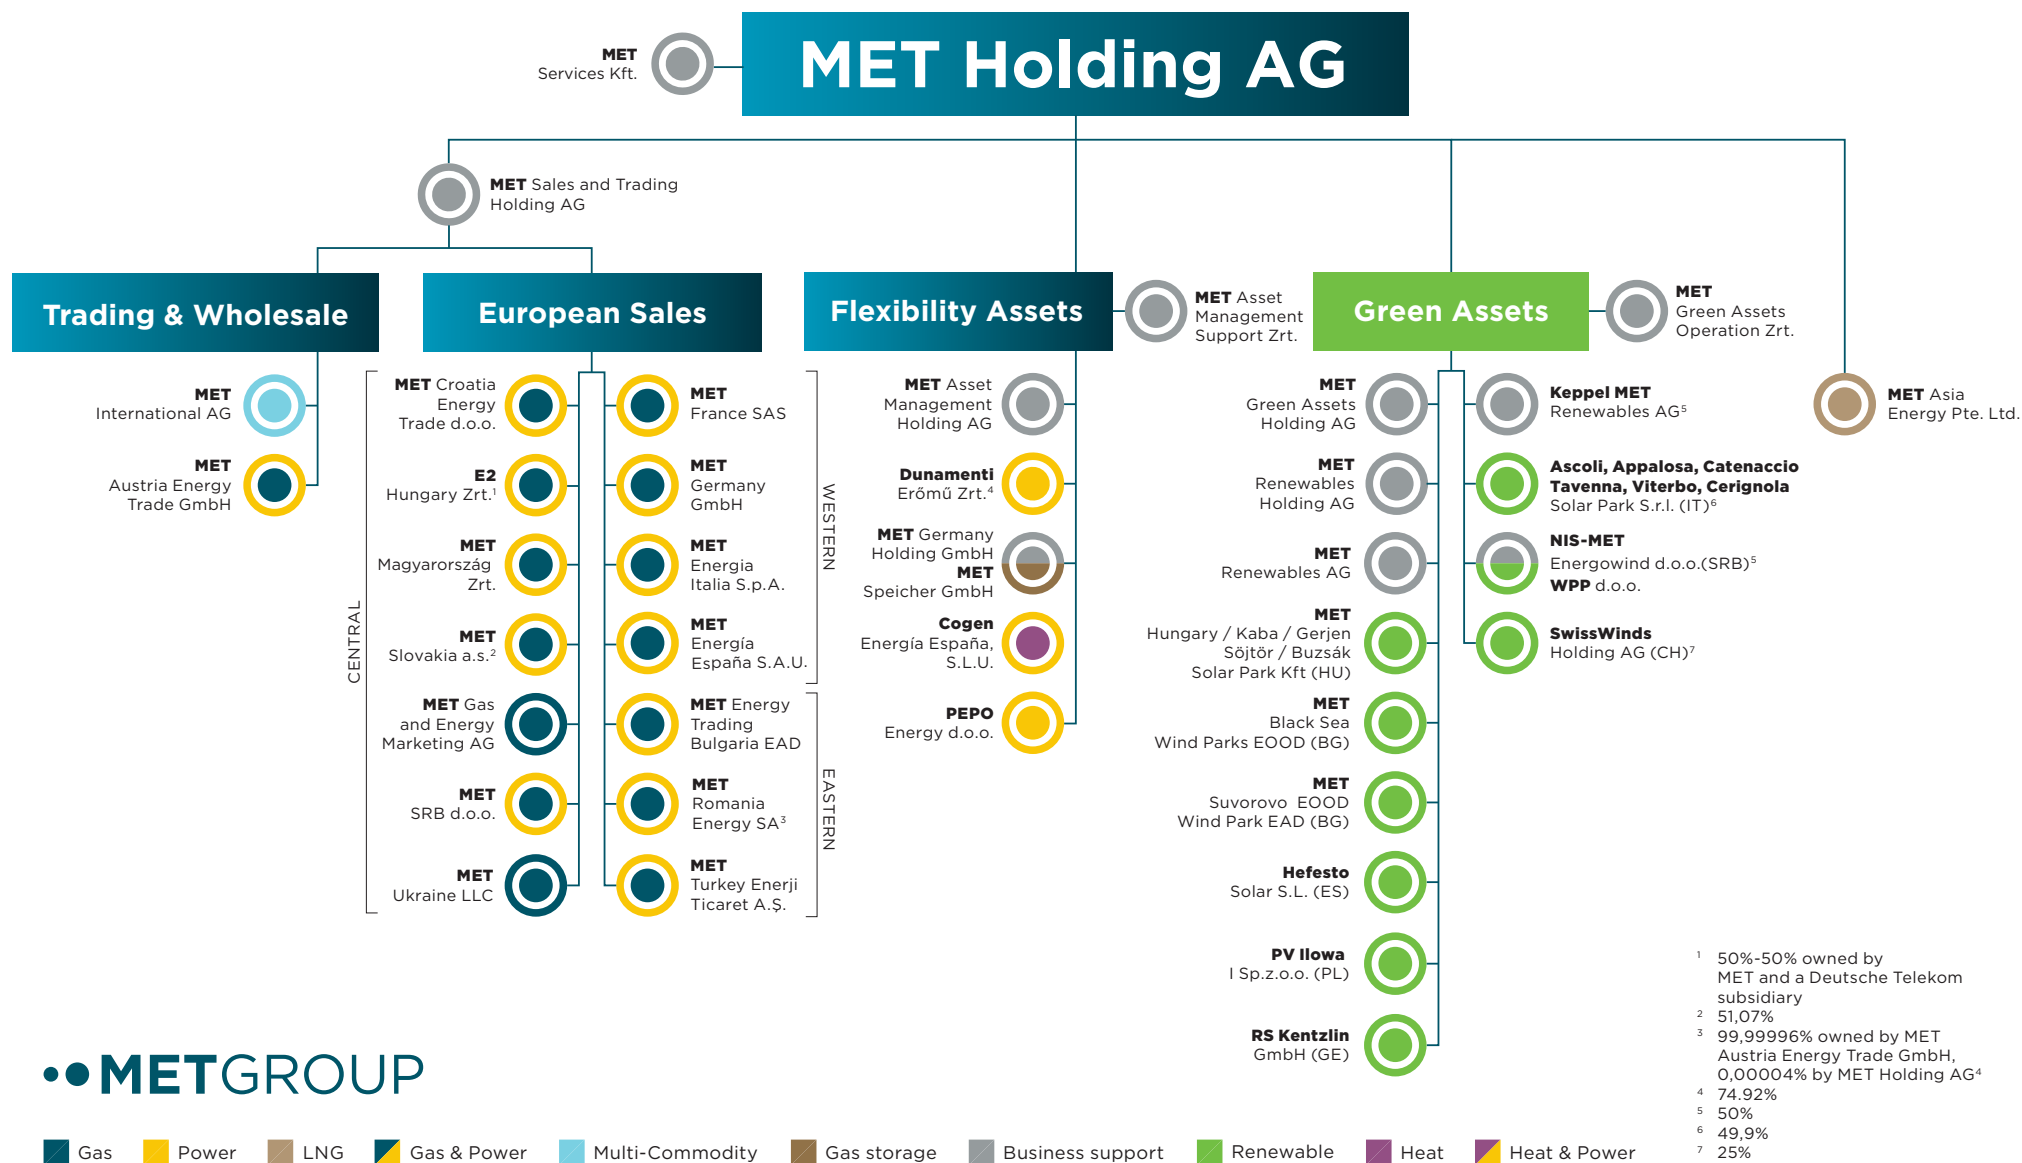 MET Holding AG
MET
Services Kft.
MET Sales and Trading
Holding AG
Trading & Wholesale
MET
International AG
MET
Austria Energy
Trade GmbH
European Sales
CENTRAL
MET Croatia
Energy
Trade d.o.o.
E2
Hungary Zrt.¹
MET
Magyarország
Zrt.
MET
Slovakia a.s.²
MET Gas
and Energy
Marketing AG
MET
SRB d.o.o.
MET
Ukraine LLC
WESTERN
MET
France SAS
MET
Germany
GmbH
MET
Energia
Italia S.p.A.
MET
Energía
España S.A.U.
EASTERN
MET Energy
Trading
Bulgaria EAD
MET
Romania
Energy SA³
MET
Turkey Enerji
Ticaret A.Ş.
Flexibility Assets
MET Asset
Management
Support Zrt.
MET Asset
Management
Holding AG
Dunamenti
Erőmű Zrt.⁴
MET Germany
Holding GmbH
MET
Speicher GmbH
Cogen
Energía España,
S.L.U.
PEPO
Energy d.o.o.
Green Assets
MET
Green Assets
Operation Zrt.
MET
Green Assets
Holding AG
MET
Renewables
Holding AG
MET
Renewables AG
MET
Hungary / Kaba / Gerjen
Söjtör / Buzsák
Solar Park Kft (HU)
MET
Black Sea
Wind Parks EOOD (BG)
MET
Suvorovo EOOD
Wind Park EAD (BG)
Hefesto
Solar S.L. (ES)
PV Ilowa
I Sp.z.o.o. (PL)
RS Kentzlin
GmbH (GE)
Keppel MET
Renewables AG⁵
Ascoli, Appalosa, Catenaccio
Tavenna, Viterbo, Cerignola
Solar Park S.r.l. (IT)⁶
NIS-MET
Energowind d.o.o.(SRB)⁵
WPP d.o.o.
SwissWinds
Holding AG (CH)⁷
MET Asia
Energy Pte. Ltd.
¹ 50%-50% owned by
MET and a Deutsche Telekom
subsidiary
² 51,07%
³ 99,99996% owned by MET
Austria Energy Trade GmbH,
0,00004% by MET Holding AG⁴
⁴ 74.92%
⁵ 50%
⁶ 49,9%
⁷ 25%
METGROUP
Gas
Power
LNG
Gas & Power
Multi-Commodity
Gas storage
Business support
Renewable
Heat
Heat & Power